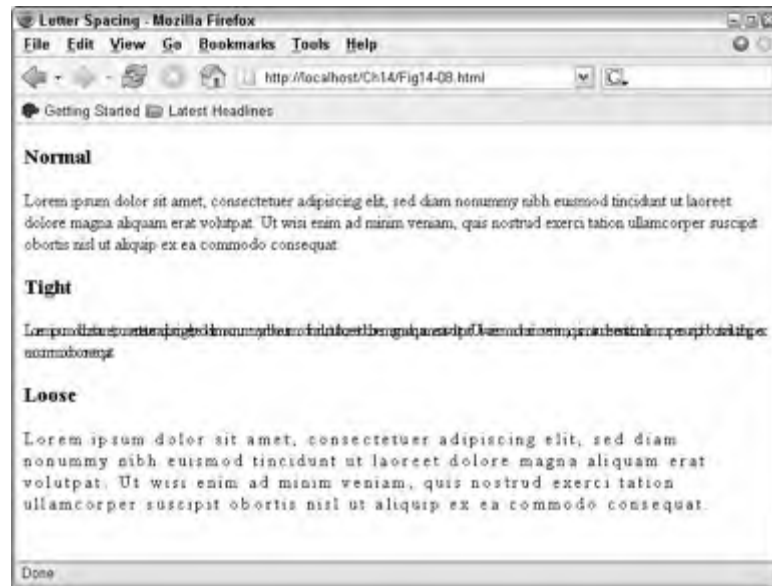 Letter Spacing - Mozilla Firefox
File Edit View Go Bookmarks Tools Help
http://localhost/Ch14/Fig14-08.html
Getting Started Latest Headlines
Normal
Lorem ipsum dolor sit amet, consectetuer adipiscing elit, sed diam nonummy nibh euismod tincidunt ut laoreet
dolore magna aliquam erat volutpat. Ut wisi enim ad minim veniam, quis nostrud exerci tation ullamcorper suscipit
obortis nisl ut aliquip ex ea commodo consequat
Tight
Loose
Lorem ipsum dolor sit amet, consectetuer adipiscing elit, sed diam
nonummy nibh euismod tincidunt ut laoreet dolore magna aliquam erat
volutpat. Ut wisi enim ad minim veniam, quis nostrud exerci tation
ullamcorper suscipit obortis nisl ut aliquip ex ea commodo consequat.
Done